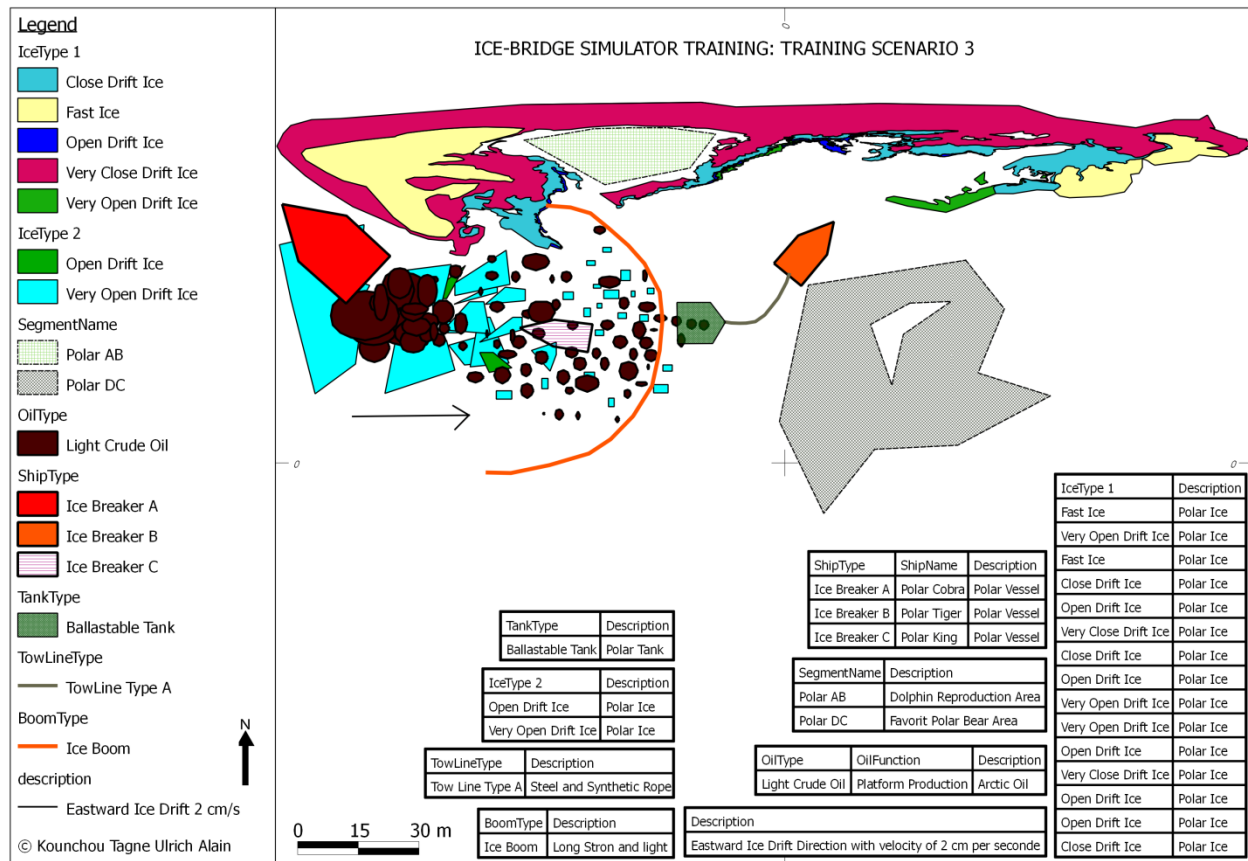 Legend
IceType 1
Close Drift Ice
Fast Ice
Open Drift Ice
Very Close Drift Ice
Very Open Drift Ice
IceType 2
Open Drift Ice
Very Open Drift Ice
SegmentName
Polar AB
Polar DC
OilType
Light Crude Oil
ShipType
Ice Breaker A
Ice Breaker B
Ice Breaker C
TankType
Ballastable Tank
TowLineType
TowLine Type A
BoomType
Ice Boom
description
Eastward Ice Drift 2 cm/s
© Kounchou Tagne Ulrich Alain
N
0 15 30 m
0
ICE-BRIDGE SIMULATOR TRAINING: TRAINING SCENARIO 3
0
0
TankType Description
Ballastable Tank Polar Tank
IceType 2 Description
Open Drift Ice Polar Ice
Very Open Drift Ice Polar Ice
TowLineType Description
Tow Line Type A Steel and Synthetic Rope
BoomType Description
Ice Boom Long Stron and light
ShipType ShipName Description
Ice Breaker A Polar Cobra Polar Vessel
Ice Breaker B Polar Tiger Polar Vessel
Ice Breaker C Polar King Polar Vessel
SegmentName Description
Polar AB Dolphin Reproduction Area
Polar DC Favorit Polar Bear Area
OilType OilFunction Description
Light Crude Oil Platform Production Arctic Oil
Description
Eastward Ice Drift Direction with velocity of 2 cm per seconde
IceType 1 Description
Fast Ice Polar Ice
Very Open Drift Ice Polar Ice
Fast Ice Polar Ice
Close Drift Ice Polar Ice
Open Drift Ice Polar Ice
Very Close Drift Ice Polar Ice
Close Drift Ice Polar Ice
Open Drift Ice Polar Ice
Very Open Drift Ice Polar Ice
Very Open Drift Ice Polar Ice
Open Drift Ice Polar Ice
Very Close Drift Ice Polar Ice
Open Drift Ice Polar Ice
Open Drift Ice Polar Ice
Close Drift Ice Polar Ice